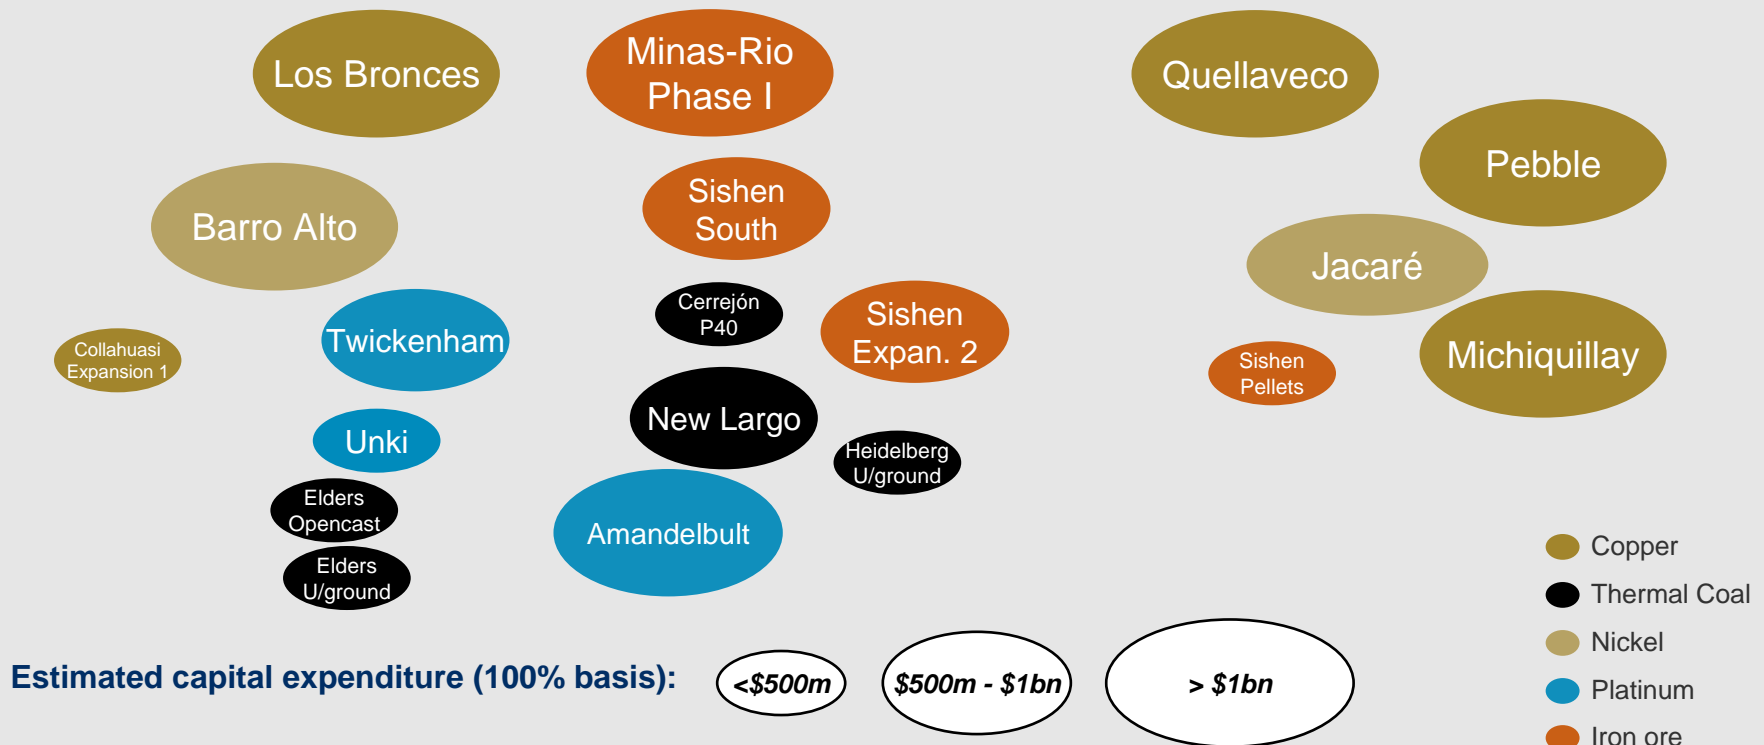 Los Bronces
Minas-Rio
Phase I
Quellaveco
Pebble
Barro Alto
Sishen
South
Jacaré
Cerrejón
P40
Sishen
Expan. 2
Twickenham
Collahuasi
Expansion 1
Sishen
Pellets
Michiquillay
New Largo
Unki
Heidelberg
U/ground
Elders
Opencast
Amandelbult
Elders
U/ground
Copper
Thermal Coal
Nickel
Platinum
Iron ore
Estimated capital expenditure (100% basis):
<$500m
$500m - $1bn
> $1bn